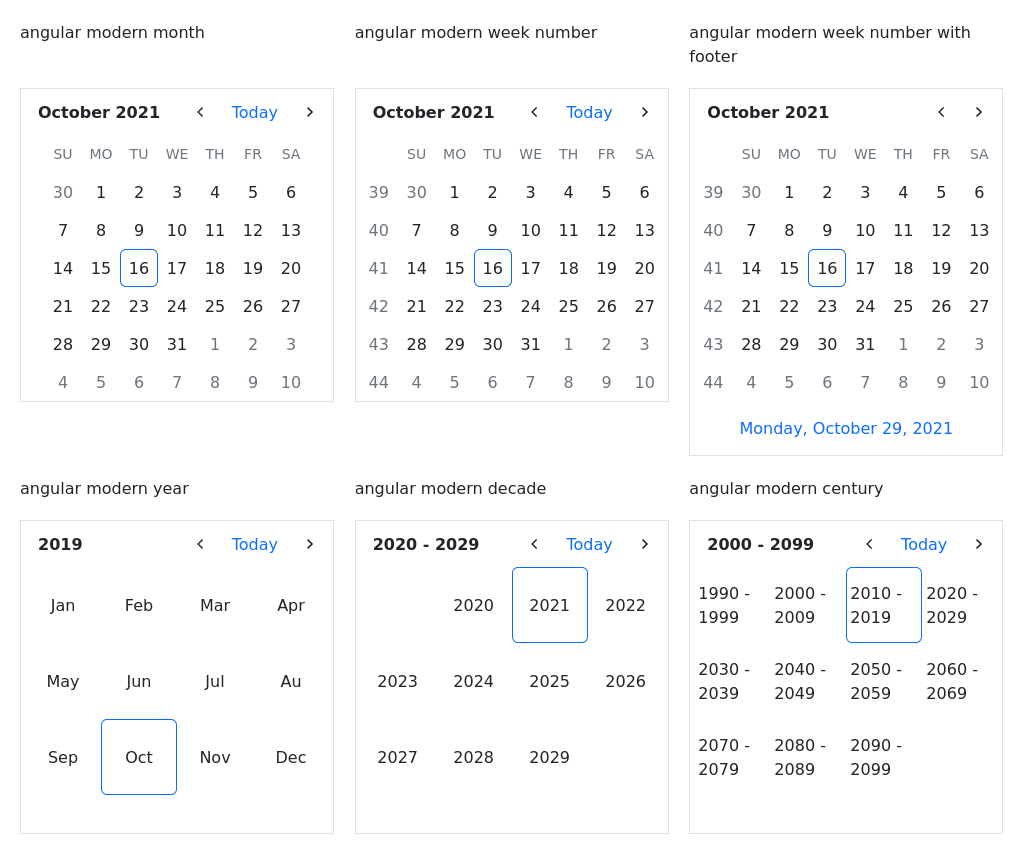 angular modern month
October 2021 Today
SU MO TU WE TH FR SA
30 1 2 3 4 5 6
7 8 9 10 11 12 13
14 15 16 17 18 19 20
21 22 23 24 25 26 27
28 29 30 31 1 2 3
4 5 6 7 8 9 10
angular modern week number
October 2021 Today
SU MO TU WE TH FR SA
39 30 1 2 3 4 5 6
40 7 8 9 10 11 12 13
41 14 15 16 17 18 19 20
42 21 22 23 24 25 26 27
43 28 29 30 31 1 2 3
44 4 5 6 7 8 9 10
angular modern week number with
footer
October 2021
SU MO TU WE TH FR SA
39 30 1 2 3 4 5 6
40 7 8 9 10 11 12 13
41 14 15 16 17 18 19 20
42 21 22 23 24 25 26 27
43 28 29 30 31 1 2 3
44 4 5 6 7 8 9 10
Monday, October 29, 2021
angular modern year
2019 Today
Jan Feb Mar Apr
May Jun Jul Au
Sep Oct Nov Dec
angular modern decade
2020 - 2029 Today
2020 2021 2022
2023 2024 2025 2026
2027 2028 2029
angular modern century
2000 - 2099 Today
1990 - 2000 - 2010 - 2020 -
1999 2009 2019 2029
2030 - 2040 - 2050 - 2060 -
2039 2049 2059 2069
2070 - 2080 - 2090 -
2079 2089 2099